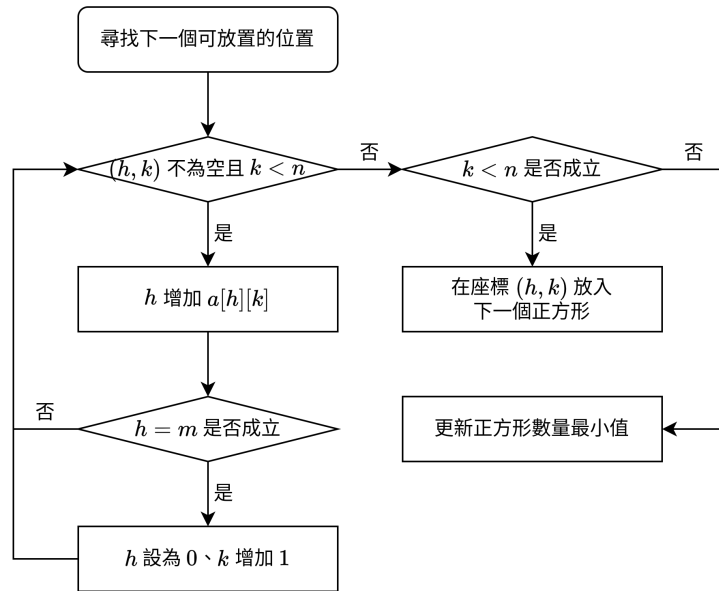 尋找下一個可放置的位置
(h, k) 不為空且 k < n
否
k < n 是否成立
否
是
是
h 增加 a[h][k]
在座標 (h, k) 放入
下一個正方形
否
h = m 是否成立
更新正方形數量最小值
是
h 設為 0、k 增加 1